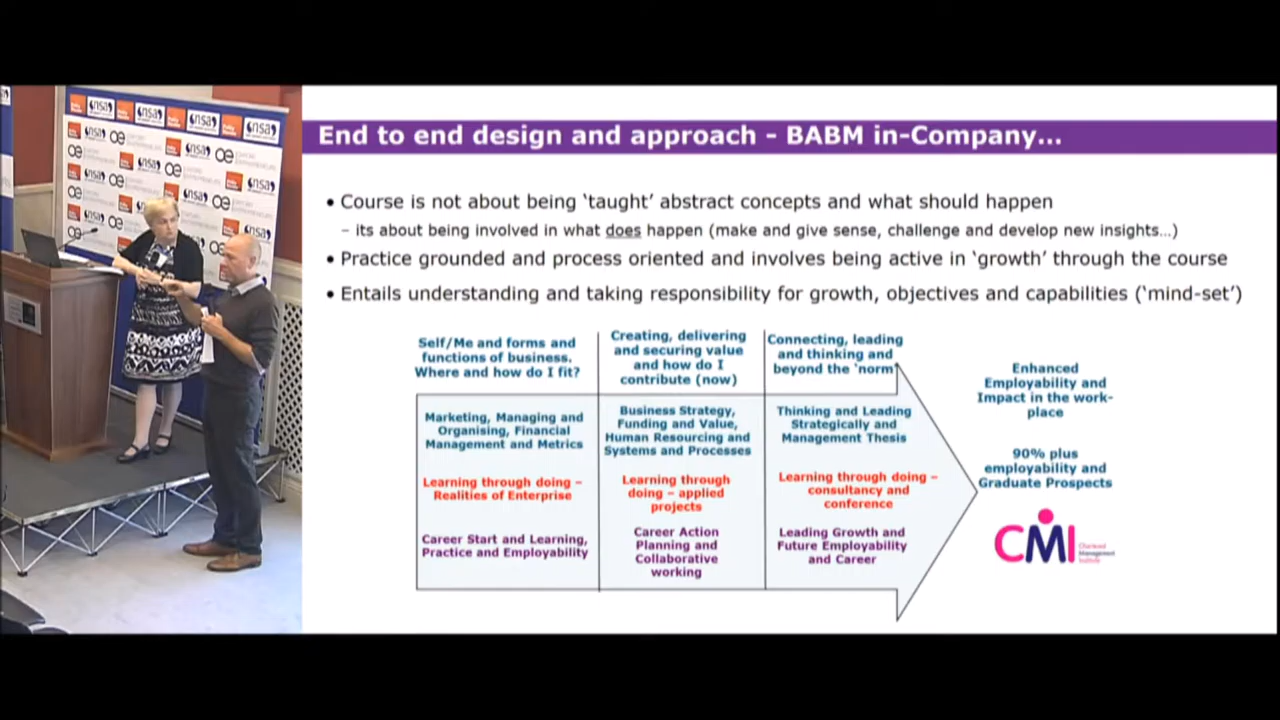 End to end design and approach - BABM in-Company...
• Course is not about being ‘taught’ abstract concepts and what should happen
– its about being involved in what does happen (make and give sense, challenge and develop new insights...)
• Practice grounded and process oriented and involves being active in ‘growth’ through the course
• Entails understanding and taking responsibility for growth, objectives and capabilities (‘mind-set’)
Self/Me and forms and
functions of business.
Where and how do I fit?
Creating, delivering
and securing value
and how do I
contribute (now)
Connecting, leading
and thinking and
beyond the ‘norm’
Marketing, Managing and
Organising, Financial
Management and Metrics
Business Strategy,
Funding and Value,
Human Resourcing and
Systems and Processes
Thinking and Leading
Strategically and
Management Thesis
Learning through doing –
Realities of Enterprise
Learning through
doing – applied
projects
Learning through doing –
consultancy and
conference
Career Start and Learning,
Practice and Employability
Career Action
Planning and
Collaborative
working
Leading Growth and
Future Employability
and Career
Enhanced
Employability and
Impact in the work-
place
90% plus
employability and
Graduate Prospects
CMI
Chartered
Management
Institute
nsa
nsa
nsa
nsa